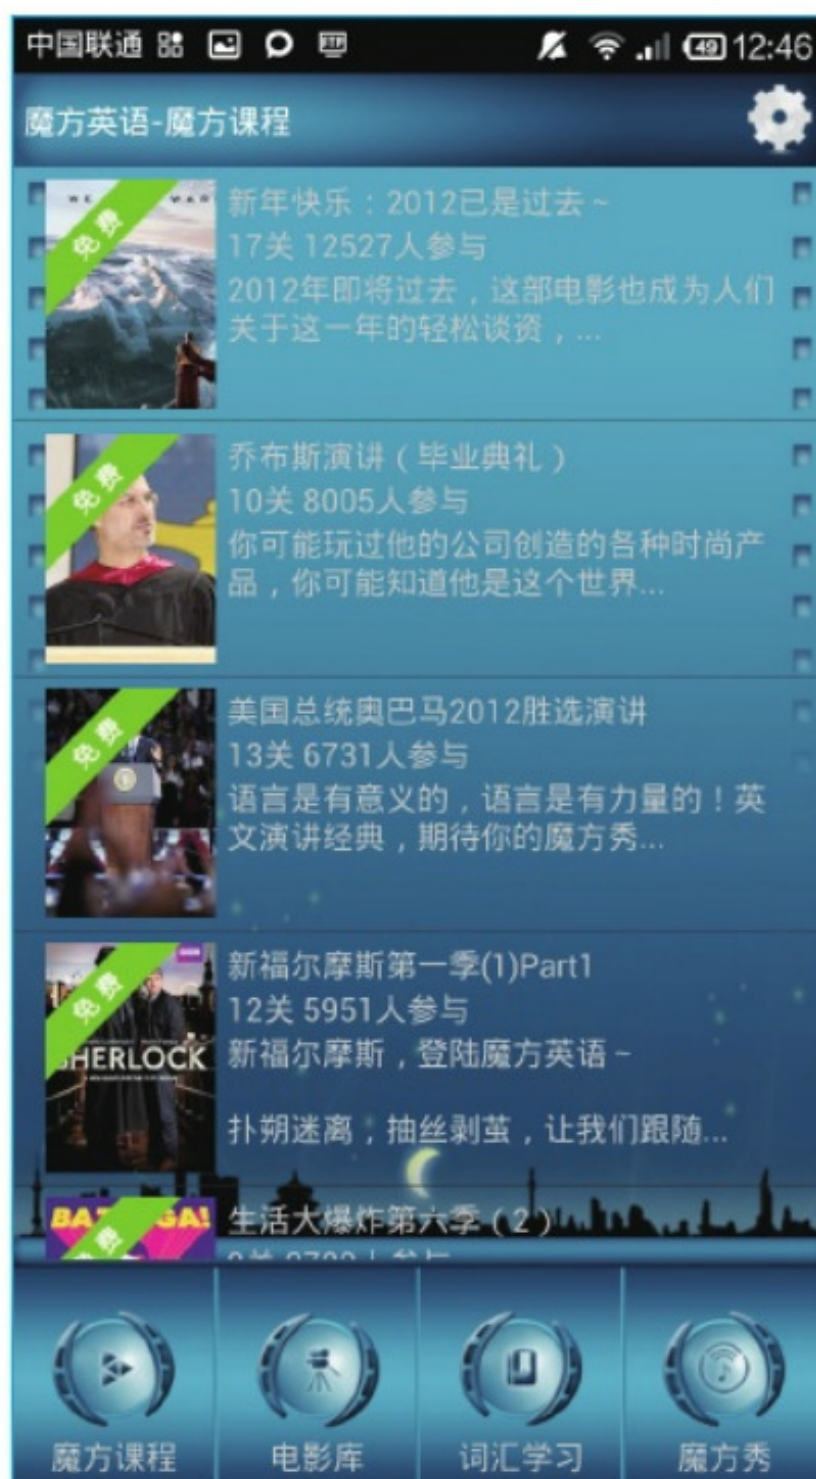 中国联通 49 12:46
魔方英语-魔方课程
WE WAR
免费
新年快乐：2012已是过去~
17关 12527人参与
2012年即将过去，这部电影也成为人们
关于这一年的轻松谈资，...
免费
乔布斯演讲（毕业典礼）
10关 8005人参与
你可能玩过他的公司创造的各种时尚产
品，你可能知道他是这个世界...
免费
美国总统奥巴马2012胜选演讲
13关 6731人参与
语言是有意义的，语言是有力量的！英
文演讲经典，期待你的魔方秀...
免费
SHERLOCK
新福尔摩斯第一季(1)Part1
12关 5951人参与
新福尔摩斯，登陆魔方英语~
扑朔迷离，抽丝剥茧，让我们跟随...
免费
生活大爆炸第六季（2）
魔方课程 电影库 词汇学习 魔方秀